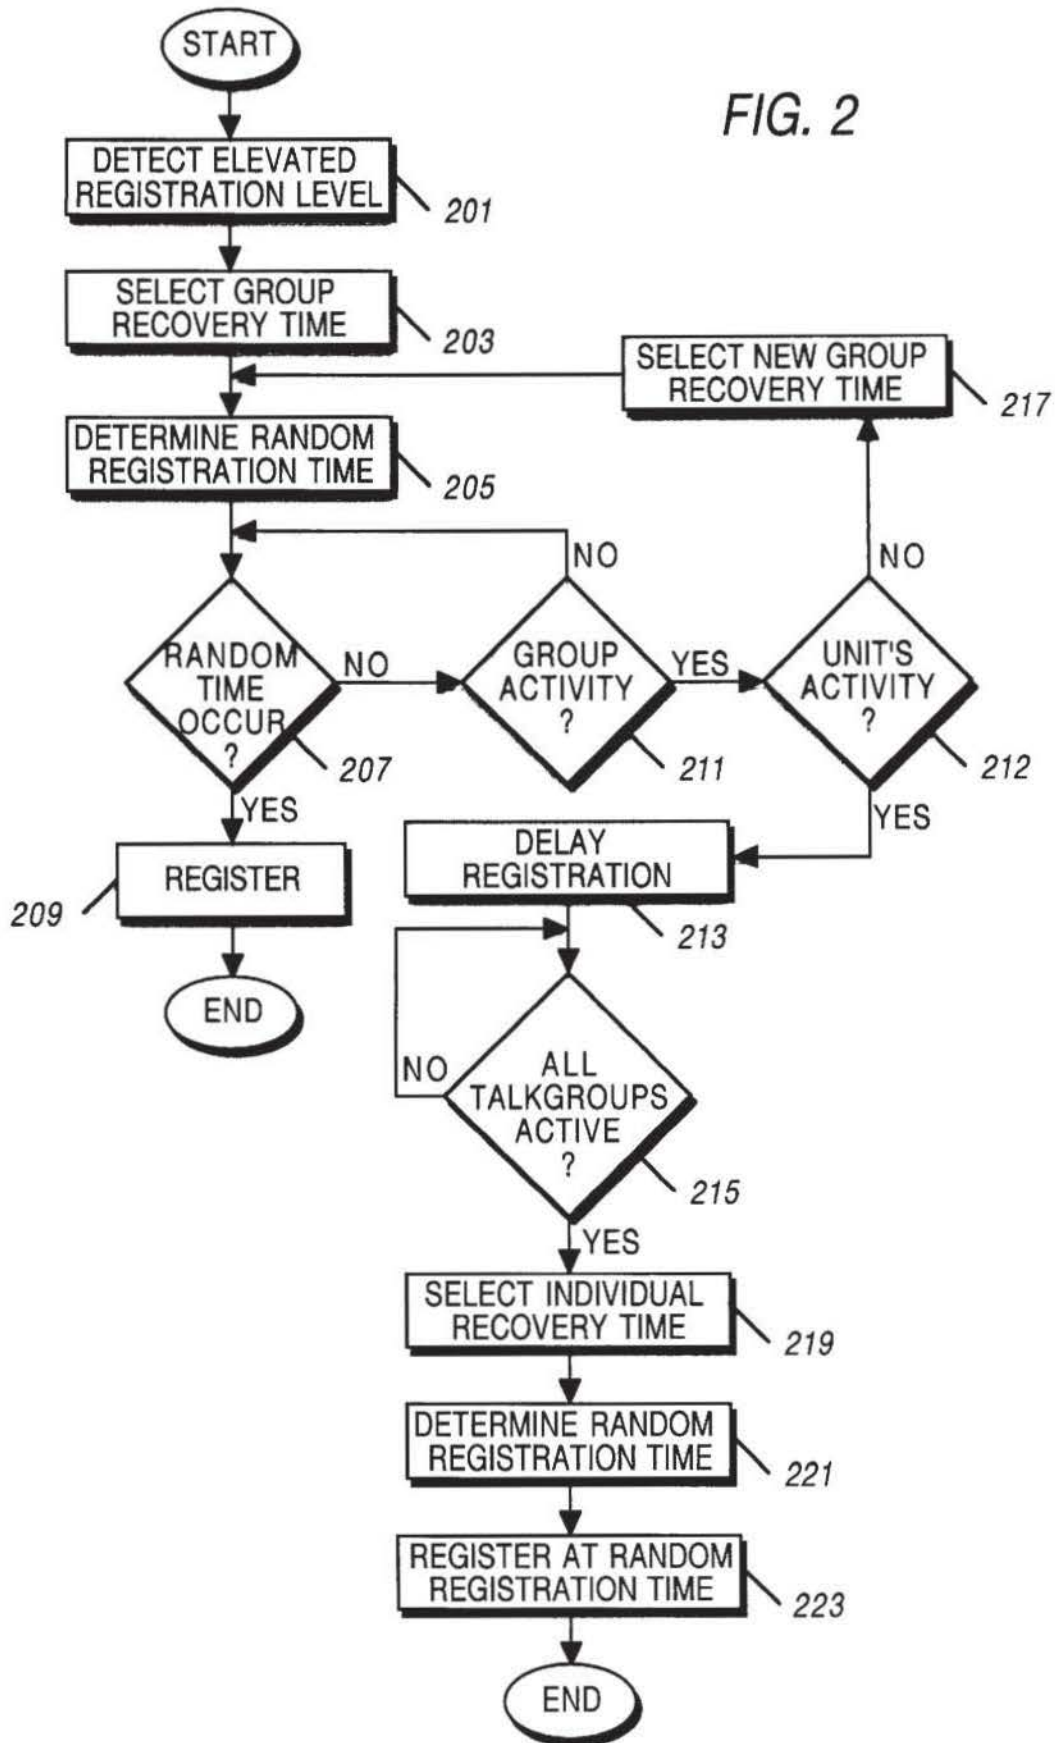 START
FIG. 2
DETECT ELEVATED
REGISTRATION LEVEL
201
SELECT GROUP
RECOVERY TIME
203
SELECT NEW GROUP
RECOVERY TIME
217
DETERMINE RANDOM
REGISTRATION TIME
205
NO
NO
RANDOM
TIME
OCCUR
?
207
NO
GROUP
ACTIVITY
?
211
YES
UNIT'S
ACTIVITY
?
212
YES
YES
REGISTER
209
END
DELAY
REGISTRATION
213
NO
ALL
TALKGROUPS
ACTIVE
?
215
YES
SELECT INDIVIDUAL
RECOVERY TIME
219
DETERMINE RANDOM
REGISTRATION TIME
221
REGISTER AT RANDOM
REGISTRATION TIME
223
END